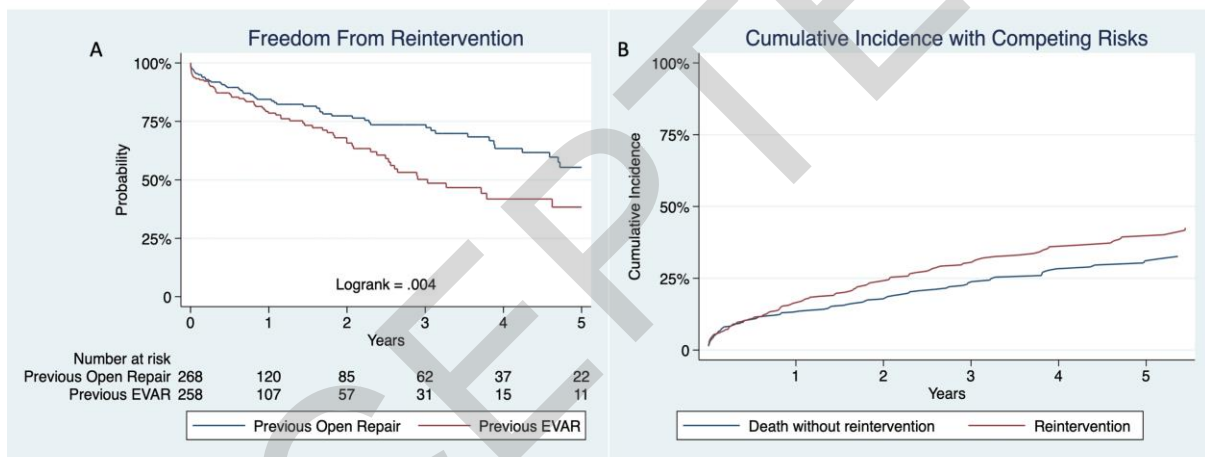 A
Freedom From Reintervention
100%
75%
50%
25%
0
Probability
Logrank = .004
0 1 2 3 4 5
Years
Number at risk
Previous Open Repair 268 120 85 62 37 22
Previous EVAR 258 107 57 31 15 11
Previous Open Repair Previous EVAR
B
Cumulative Incidence with Competing Risks
100%
75%
50%
25%
0
Cumulative Incidence
1 2 3 4 5
Years
Death without reintervention Reintervention
CEPTE